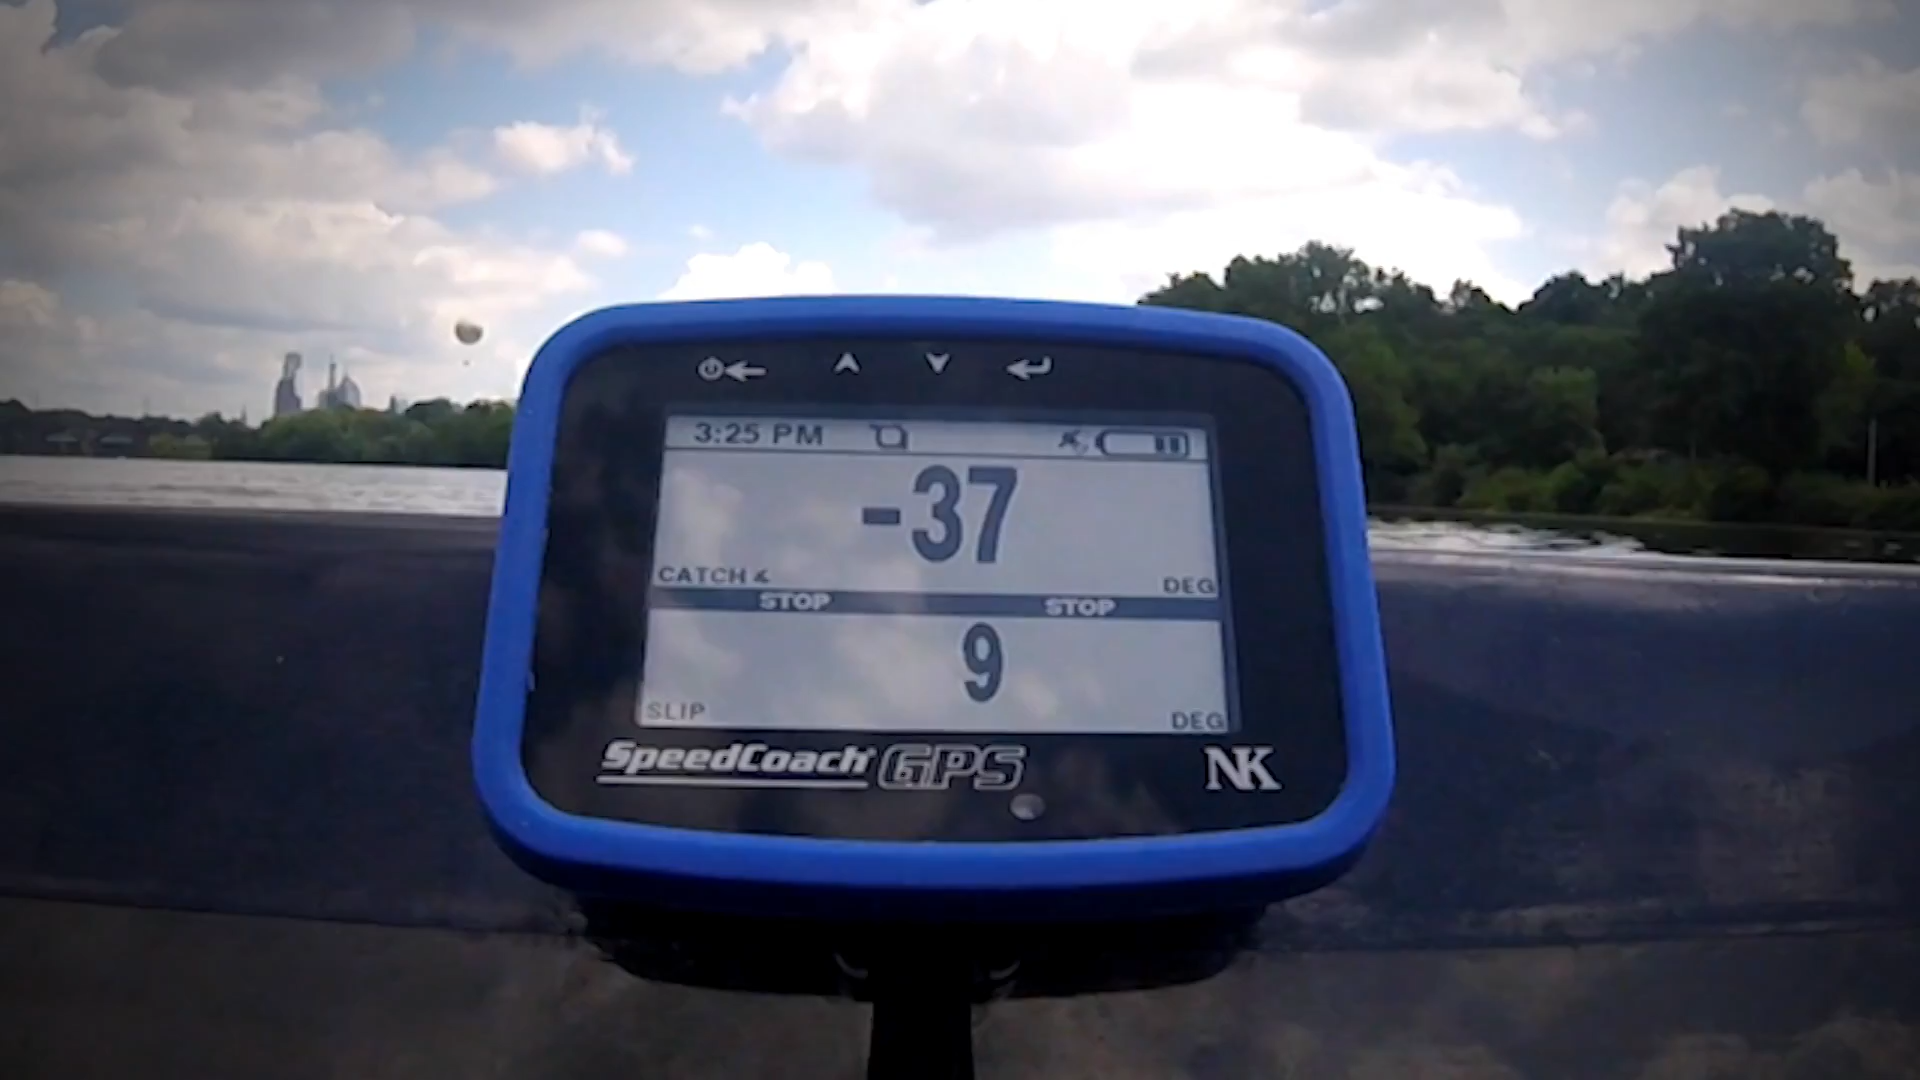 3:25 PM
-37
CATCH ∡ DEG
STOP STOP
9
SLIP DEG
SpeedCoach GPS NK